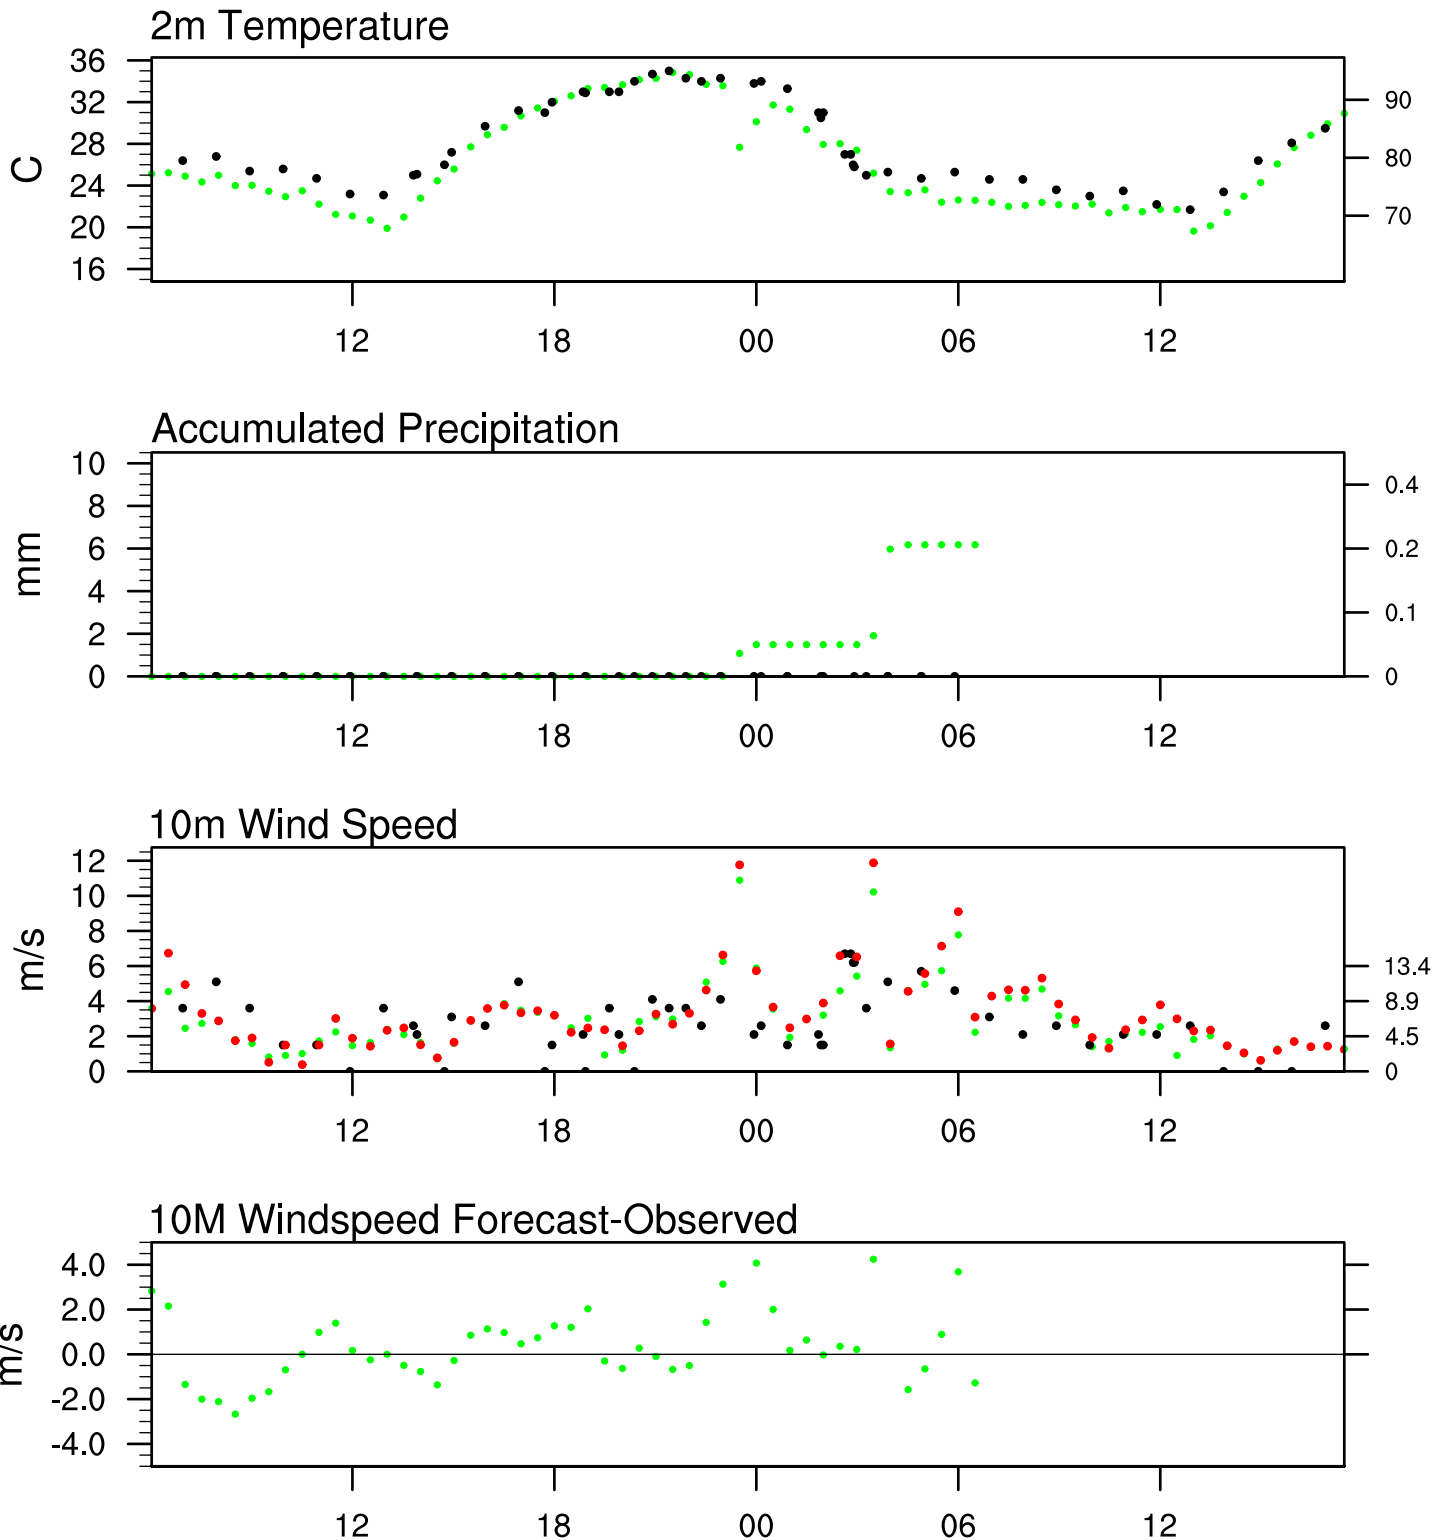 2m Temperature
36
32
28
24
20
16
C
90
80
70
12 18 00 06 12
Accumulated Precipitation
10
8
6
4
2
0
mm
0.4
0.2
0.1
0
12 18 00 06 12
10m Wind Speed
12
10
8
6
4
2
0
m/s
13.4
8.9
4.5
0
12 18 00 06 12
10M Windspeed Forecast-Observed
4.0
2.0
0.0
-2.0
-4.0
m/s
12 18 00 06 12